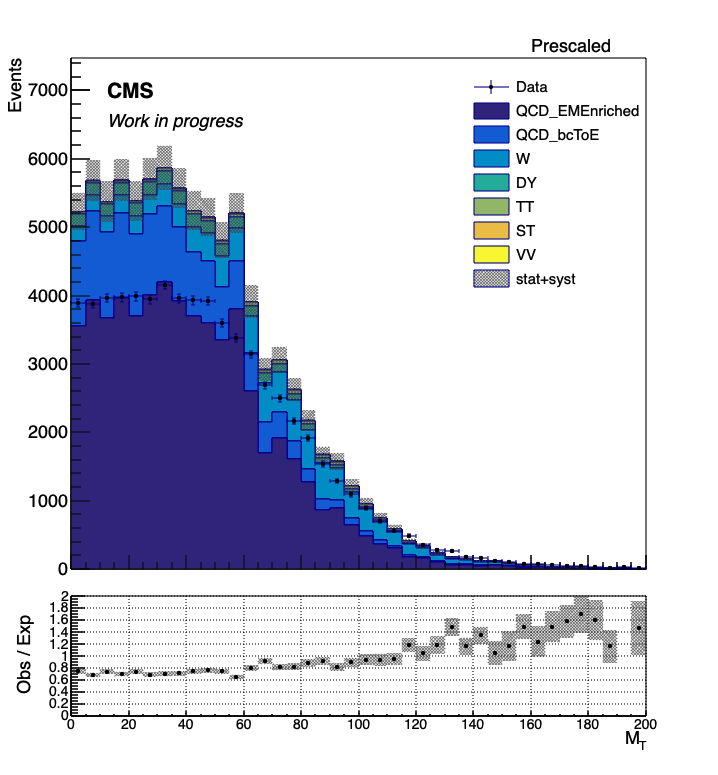 Prescaled
Events
CMS
Work in progress
Data
QCD_EMEnriched
QCD_bcToE
W
DY
TT
ST
VV
stat+syst
7000
6000
5000
4000
3000
2000
1000
0
Obs / Exp
2
1.8
1.6
1.4
1.2
1
0.8
0.6
0.4
0.2
0
0 20 40 60 80 100 120 140 160 180 200
M_T